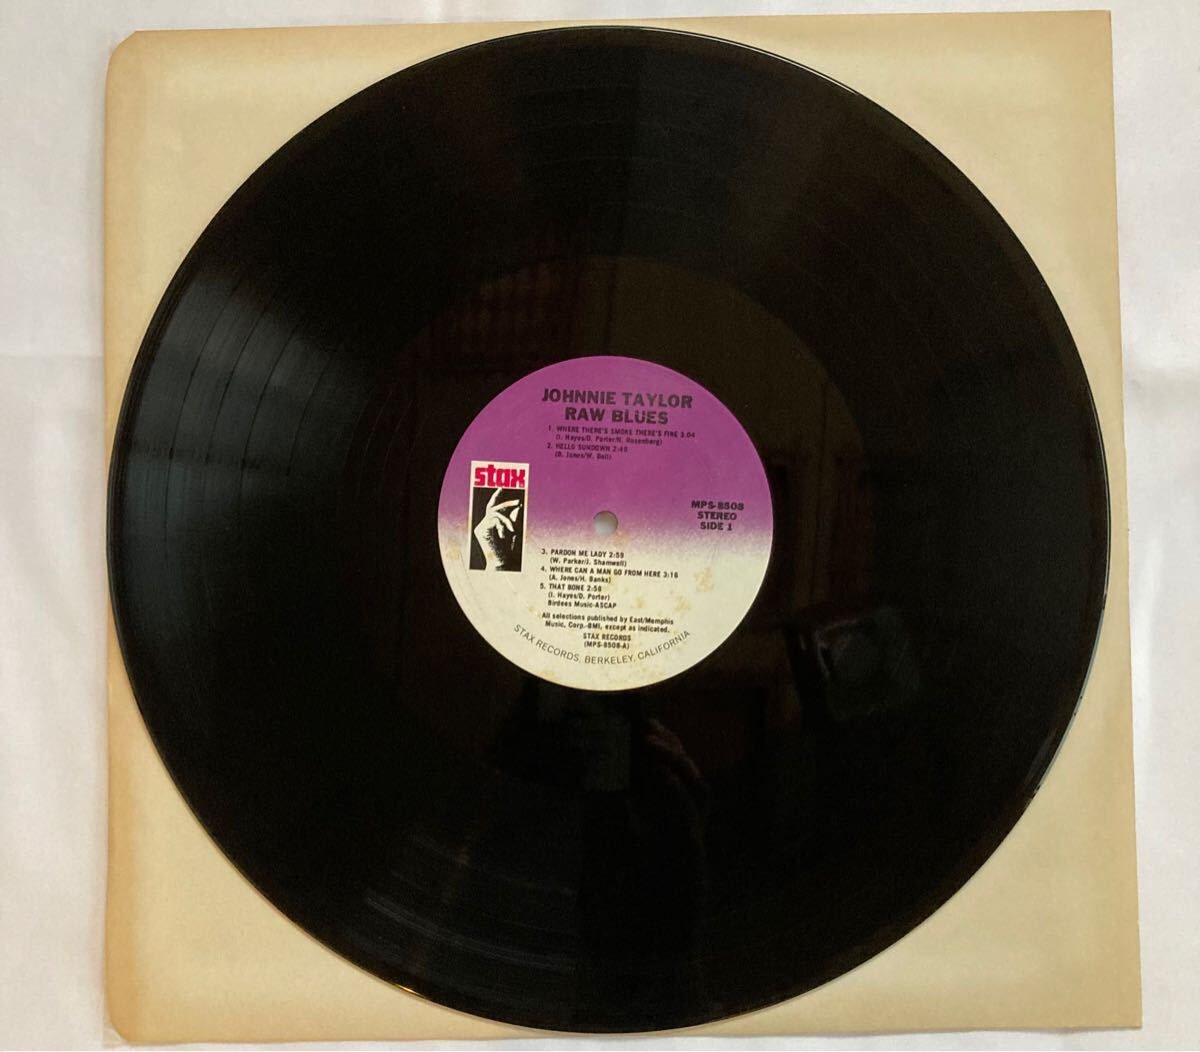 JOHNNIE TAYLOR
RAW BLUES
1. WHERE THERE'S SMOKE THERE'S FIRE 3:04
(I. Hayes/D. Porter/N. Rosenberg)
2. HELLO SUNDOWN 2:40
(D. Jones/W. Bell)
stax
MPS-8508
STEREO
SIDE 1
3. PARDON ME LADY 2:59
(W. Parker/J. Shamwell)
4. WHERE CAN A MAN GO FROM HERE 3:16
(A. Jones/H. Banks)
5. THAT BONE 2:58
(I. Hayes/D. Porter)
Birdees Music-ASCAP
All selections published by East/Memphis
Music, Corp.-BMI, except as indicated.
STAX RECORDS
(MPS-8508-A)
STAX RECORDS, BERKELEY, CALIFORNIA